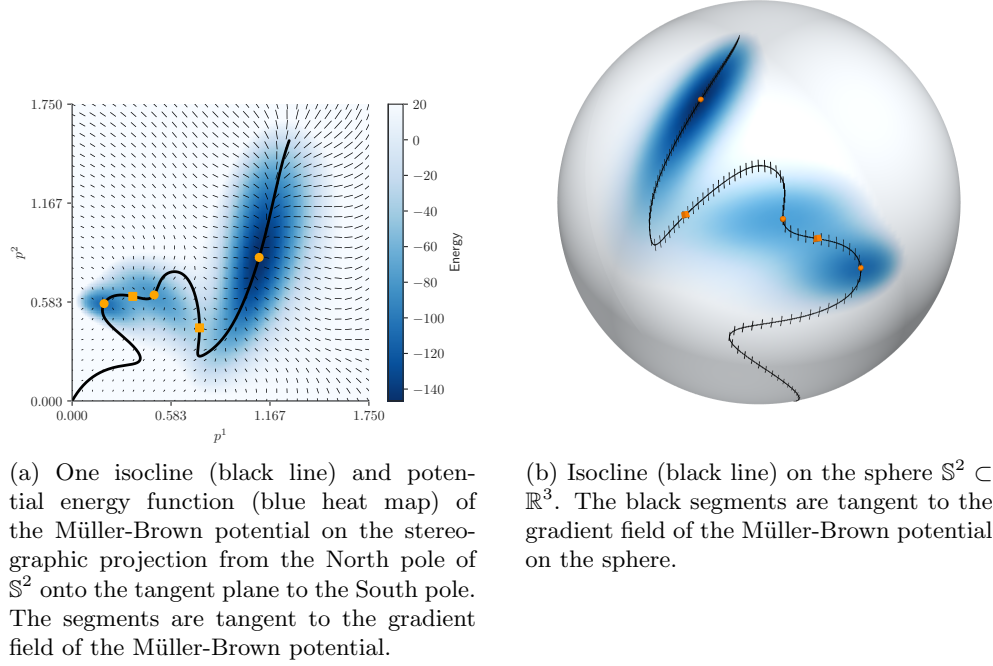 1.750
1.167
0.583
0.000
p²
0.000
0.583
1.167
1.750
p¹
20
0
−20
−40
−60
−80
−100
−120
−140
Energy
(a) One isocline (black line) and poten-
tial energy function (blue heat map) of
the Müller-Brown potential on the stereo-
graphic projection from the North pole of
𝕊² onto the tangent plane to the South pole.
The segments are tangent to the gradient
field of the Müller-Brown potential.
(b) Isocline (black line) on the sphere 𝕊² ⊂
ℝ³. The black segments are tangent to the
gradient field of the Müller-Brown potential
on the sphere.